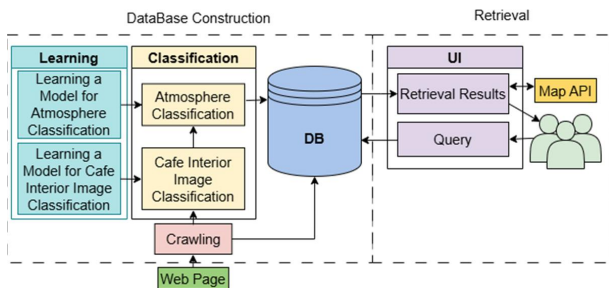 DataBase Construction
Retrieval
Learning
Classification
UI
Learning a
Model for
Atmosphere
Classification
Atmosphere
Classification
DB
Retrieval Results
Map API
Query
Learning a
Model for Cafe
Interior Image
Classification
Cafe Interior
Image
Classification
Crawling
Web Page